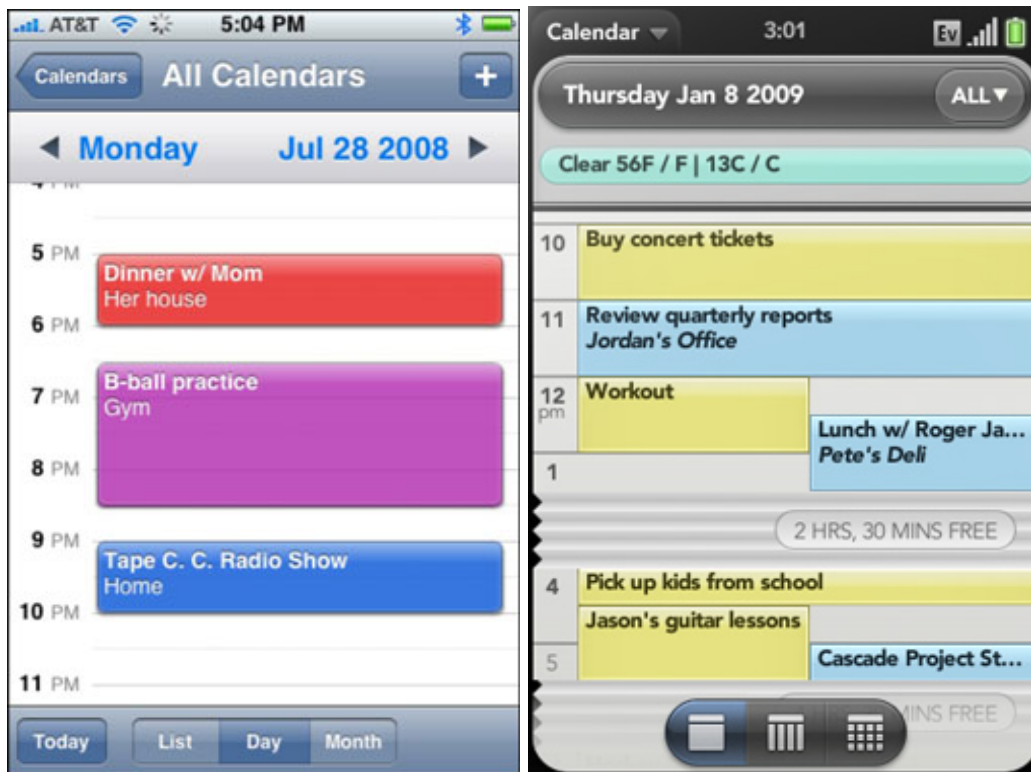 AT&T 5:04 PM
Calendars All Calendars +
Monday Jul 28 2008
5 PM
Dinner w/ Mom
Her house
6 PM
B-ball practice
7 PM
Gym
8 PM
9 PM
Tape C. C. Radio Show
Home
10 PM
11 PM
Today List Day Month
Calendar 3:01 Ev
Thursday Jan 8 2009 ALL
Clear 56F / F | 13C / C
10 Buy concert tickets
11 Review quarterly reports
Jordan's Office
12 Workout
pm
Lunch w/ Roger Ja...
Pete's Deli
1
2 HRS, 30 MINS FREE
4 Pick up kids from school
Jason's guitar lessons
5 Cascade Project St...
MINS FREE